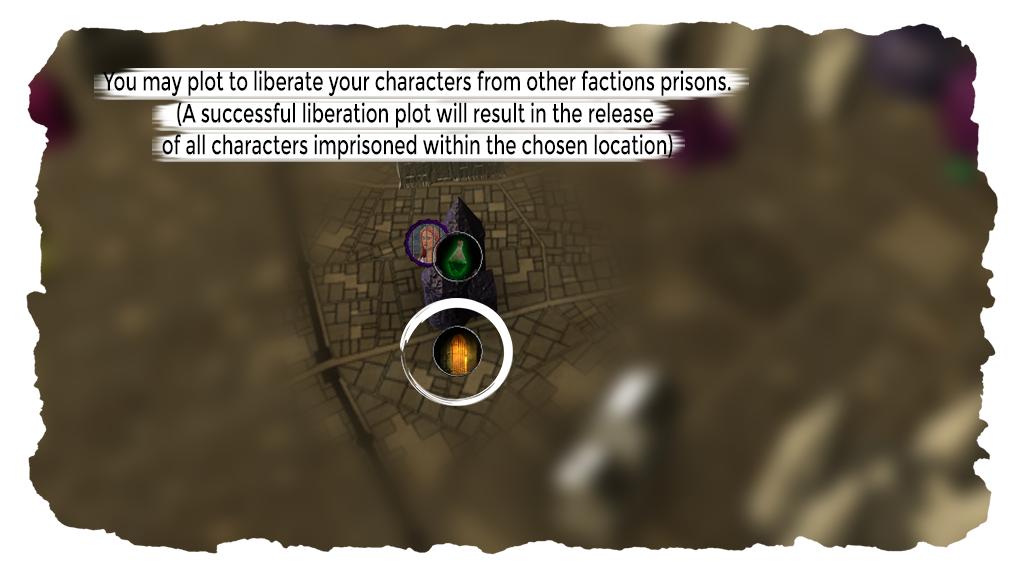 You may plot to liberate your characters from other factions prisons.
(A successful liberation plot will result in the release
of all characters imprisoned within the chosen location)